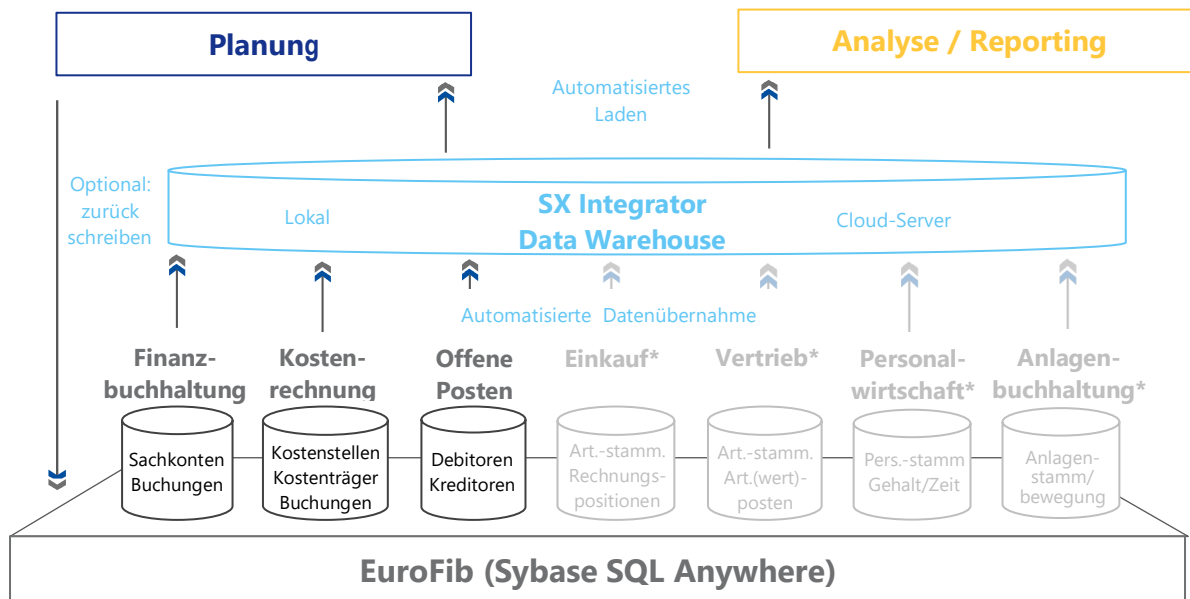 Planung
Analyse / Reporting
Automatisiertes
Laden
Optional:
zurück
schreiben
SX Integrator
Data Warehouse
Lokal
Cloud-Server
Automatisierte Datenübernahme
Finanz-
buchhaltung
Kosten-
rechnung
Offene
Posten
Einkauf*
Vertrieb*
Personal-
wirtschaft*
Anlagen-
buchhaltung*
Sachkonten
Buchungen
Kostenstellen
Kostenträger
Buchungen
Debitoren
Kreditoren
Art.-stamm.
Rechnungs-
positionen
Art.-stamm.
Art.(wert)-
posten
Pers.-stamm
Gehalt/Zeit
Anlagen-
stamm/
bewegung
EuroFib (Sybase SQL Anywhere)